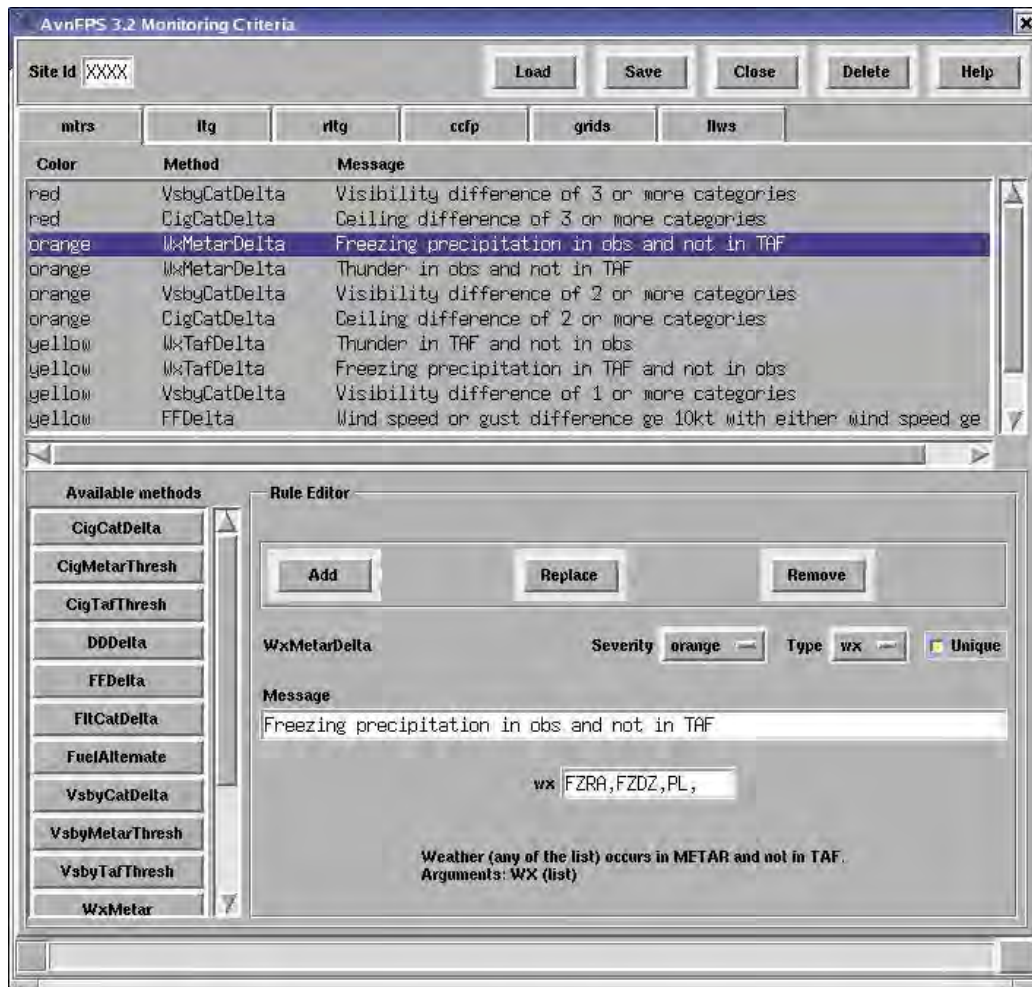 AvnFPS 3.2 Monitoring Criteria
Site Id XXXX Load Save Close Delete Help
mtrs ltg rltg ccfp grids llws
Color Method Message
red VsbyCatDelta Visibility difference of 3 or more categories
red CigCatDelta Ceiling difference of 3 or more categories
orange WxMetarDelta Freezing precipitation in obs and not in TAF
orange WxMetarDelta Thunder in obs and not in TAF
orange VsbyCatDelta Visibility difference of 2 or more categories
orange CigCatDelta Ceiling difference of 2 or more categories
yellow WxTafDelta Thunder in TAF and not in obs
yellow WxTafDelta Freezing precipitation in TAF and not in obs
yellow VsbyCatDelta Visibility difference of 1 or more categories
yellow FFDelta Wind speed or gust difference ge 10kt with either wind speed ge
Available methods
CigCatDelta
CigMetarThresh
CigTafThresh
DDDelta
FFDelta
FltCatDelta
FuelAlternate
VsbyCatDelta
VsbyMetarThresh
VsbyTafThresh
WxMetar
Rule Editor
Add Replace Remove
WxMetarDelta Severity orange Type wx Unique
Message
Freezing precipitation in obs and not in TAF
wx FZRA,FZDZ,PL,
Weather (any of the list) occurs in METAR and not in TAF.
Arguments: WX (list)